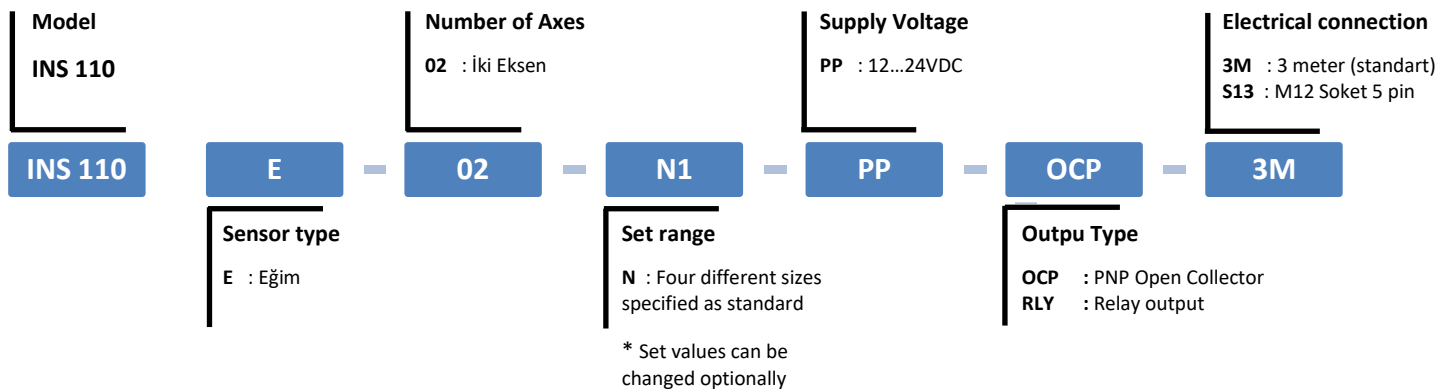 Model
INS 110
Number of Axes
02 : İki Eksen
Supply Voltage
PP : 12...24VDC
Electrical connection
3M : 3 meter (standart)
S13 : M12 Soket 5 pin
INS 110 E - 02 - N1 - PP - OCP - 3M
Sensor type
E : Eğim
Set range
N : Four different sizes
specified as standard
* Set values can be
changed optionally
Outpu Type
OCP : PNP Open Collector
RLY : Relay output